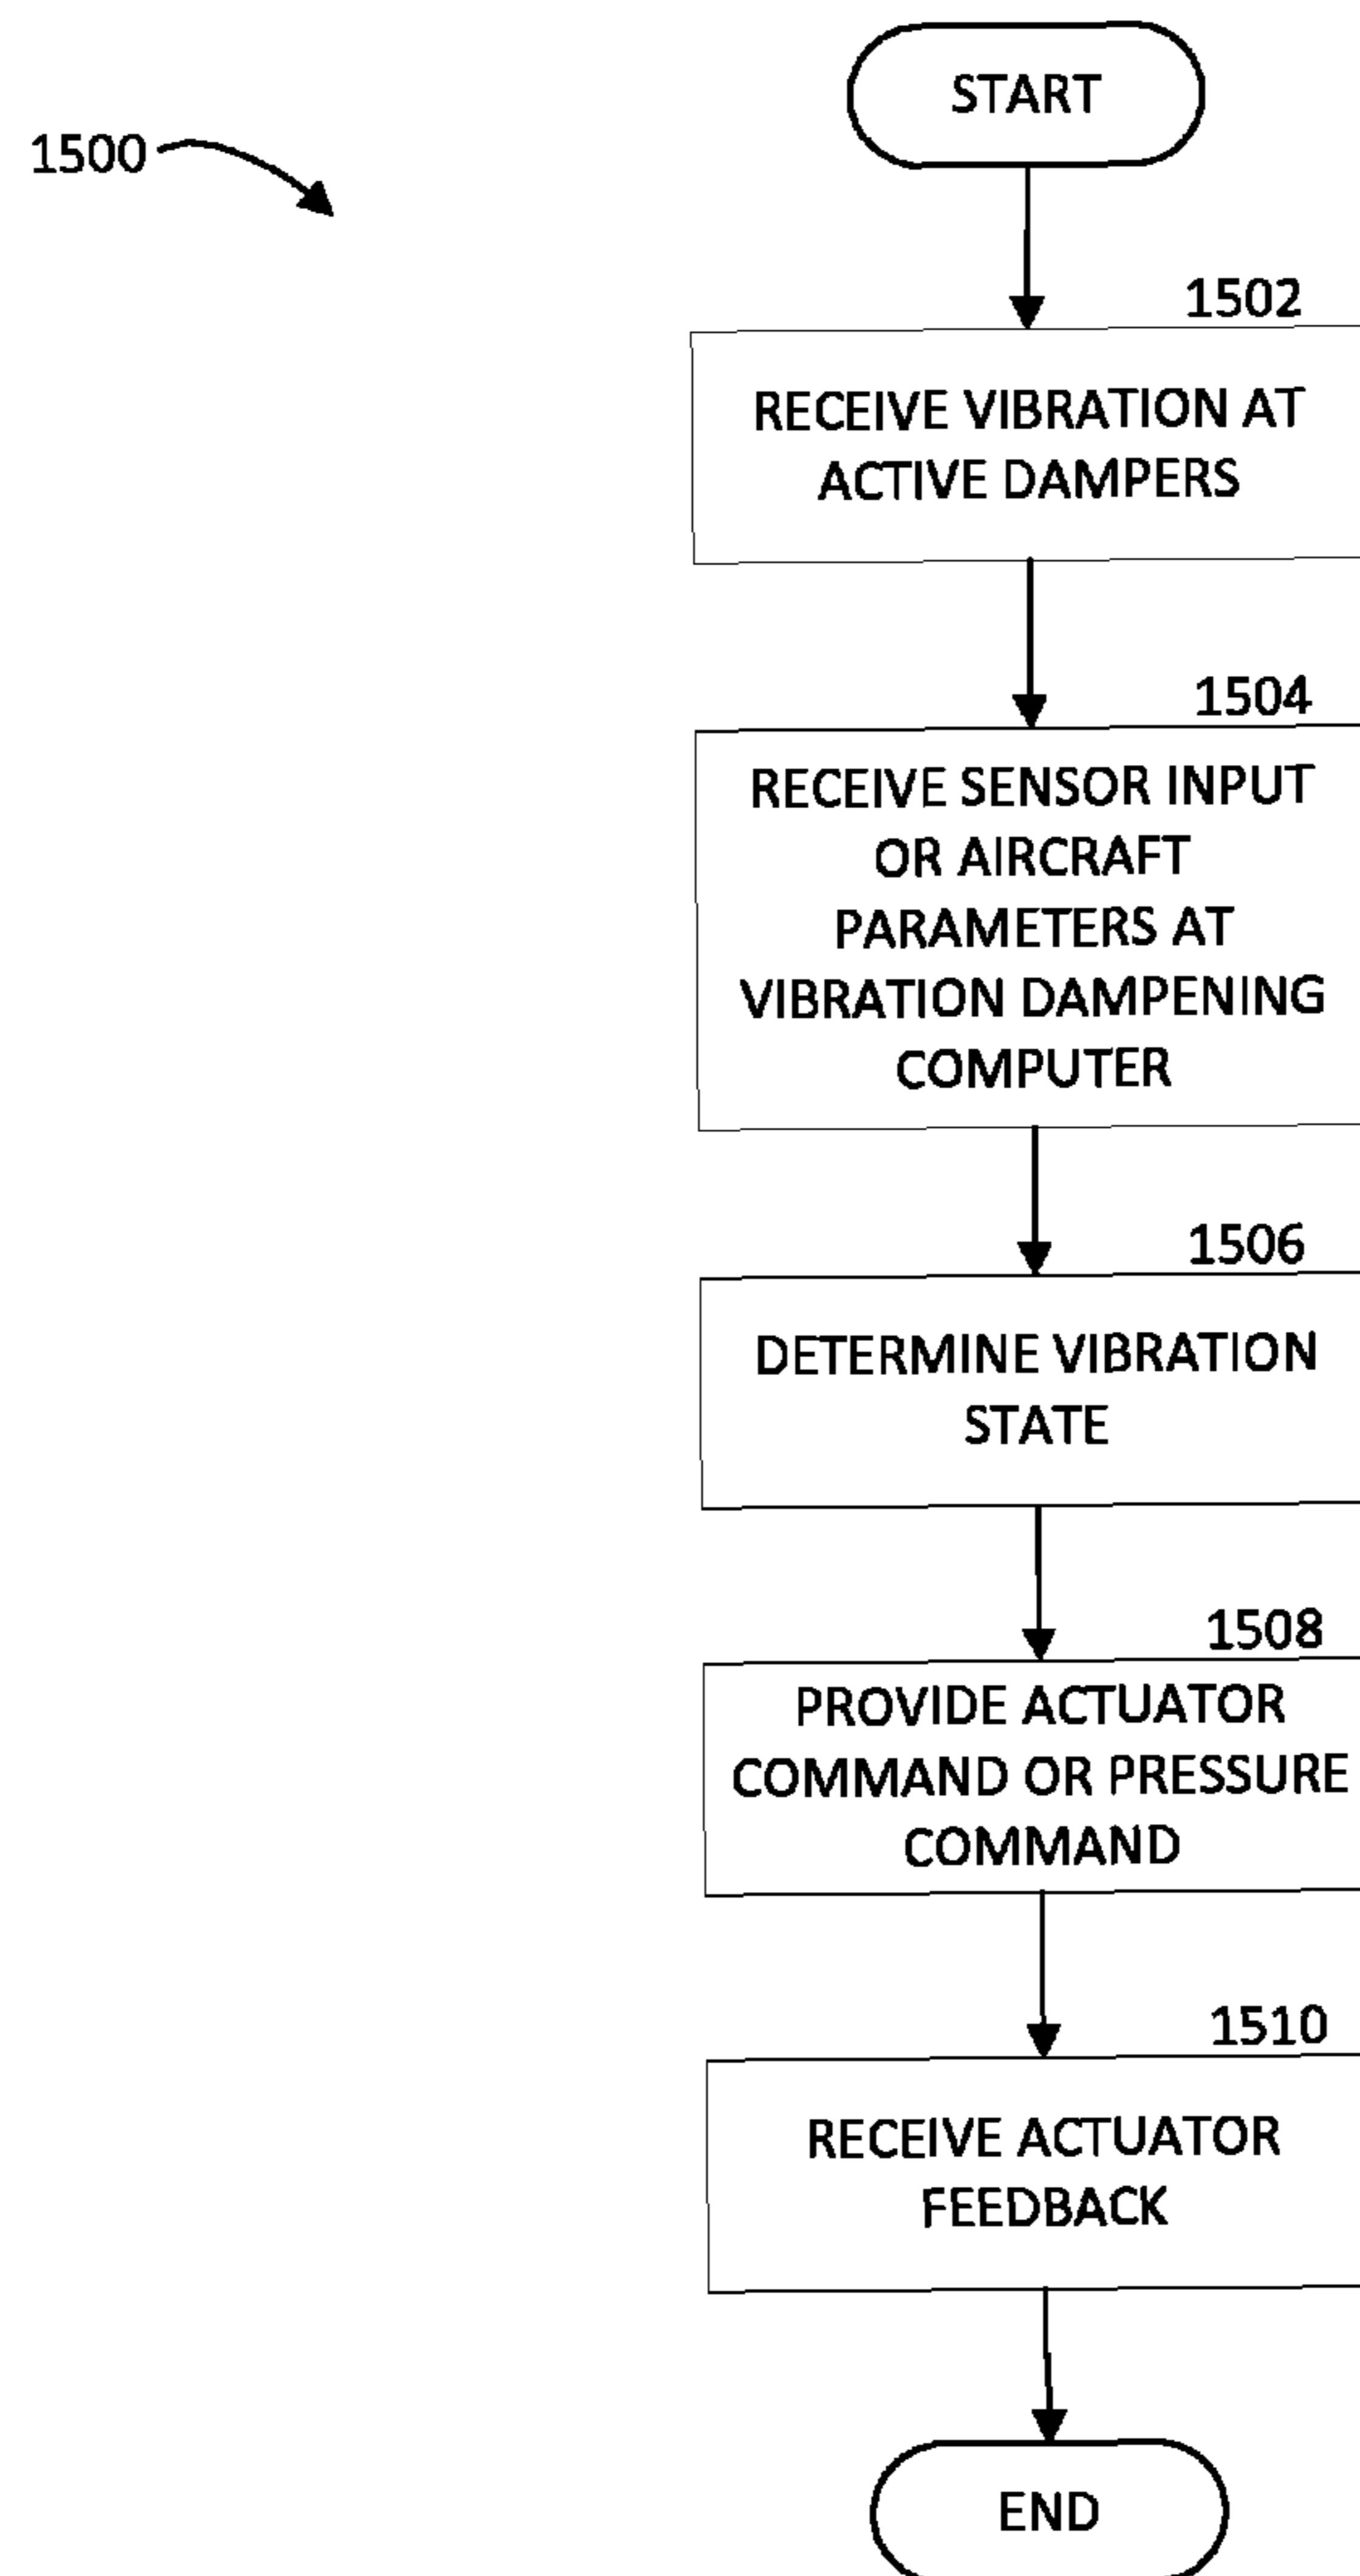 START
1500
1502
RECEIVE VIBRATION AT
ACTIVE DAMPERS
1504
RECEIVE SENSOR INPUT
OR AIRCRAFT
PARAMETERS AT
VIBRATION DAMPENING
COMPUTER
1506
DETERMINE VIBRATION
STATE
1508
PROVIDE ACTUATOR
COMMAND OR PRESSURE
COMMAND
1510
RECEIVE ACTUATOR
FEEDBACK
END